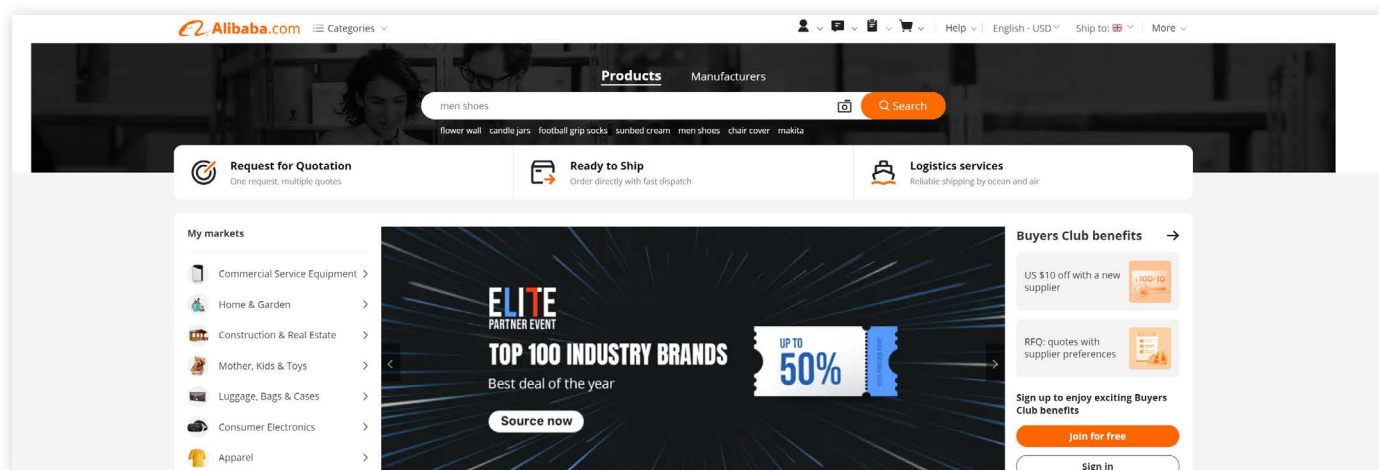 Alibaba.com
Categories
Help
English - USD
Ship to:
More
Products
Manufacturers
men shoes
Search
flower wall candle jars football grip socks sunbed cream men shoes chair cover makita
Request for Quotation
One request, multiple quotes
Ready to Ship
Order directly with fast dispatch
Logistics services
Reliable shipping by ocean and air
My markets
Commercial Service Equipment
Home & Garden
Construction & Real Estate
Mother, Kids & Toys
Luggage, Bags & Cases
Consumer Electronics
Apparel
ELITE
PARTNER EVENT
TOP 100 INDUSTRY BRANDS
Best deal of the year
Source now
UP TO
50%
Buyers Club benefits
US $10 off with a new
supplier
RFQ: quotes with
supplier preferences
Sign up to enjoy exciting Buyers
Club benefits
Join for free
Sign in